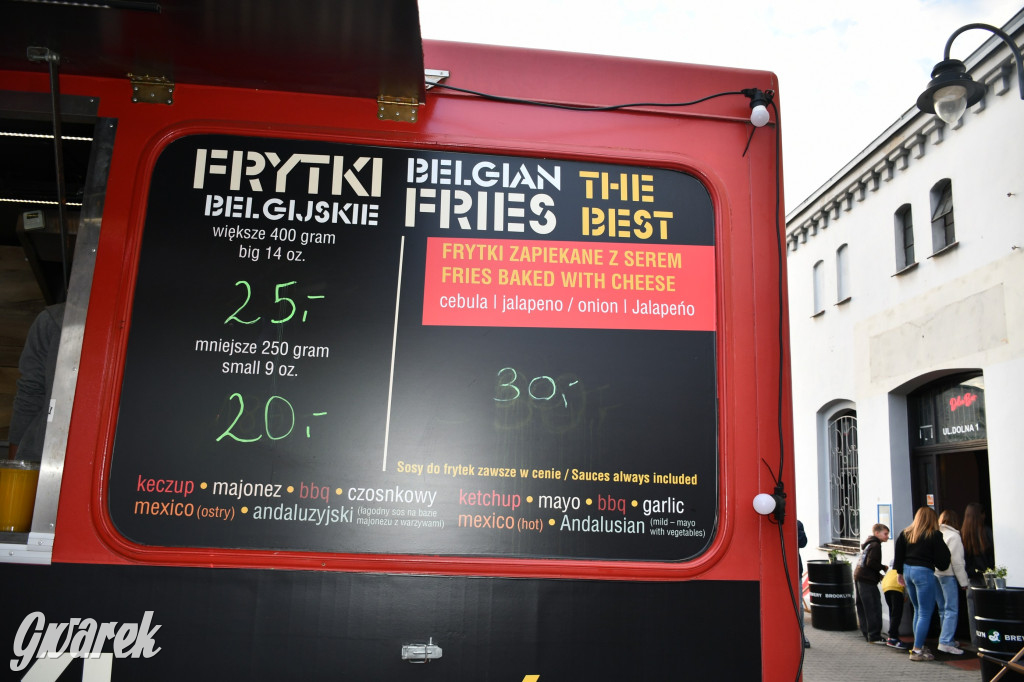 FRYTKI
BELGIJSKIE
większe 400 gram
big 14 oz.
25,-
mniejsze 250 gram
small 9 oz.
20,-
BELGIAN
FRIES
THE
BEST
FRYTKI ZAPIEKANE Z SEREM
FRIES BAKED WITH CHEESE
cebula | jalapeno / onion | Jalapeńo
30,-
Sosy do frytek zawsze w cenie / Sauces always included
keczup • majonez • bbq • czosnkowy
mexico (ostry) • andaluzyjski (łagodny sos na bazie
majonezu z warzywami)
ketchup • mayo • bbq • garlic
mexico (hot) • Andalusian (mild – mayo
with vegetables)
UL.DOLNA 1
BROOKLYN
BREW
Gwarek